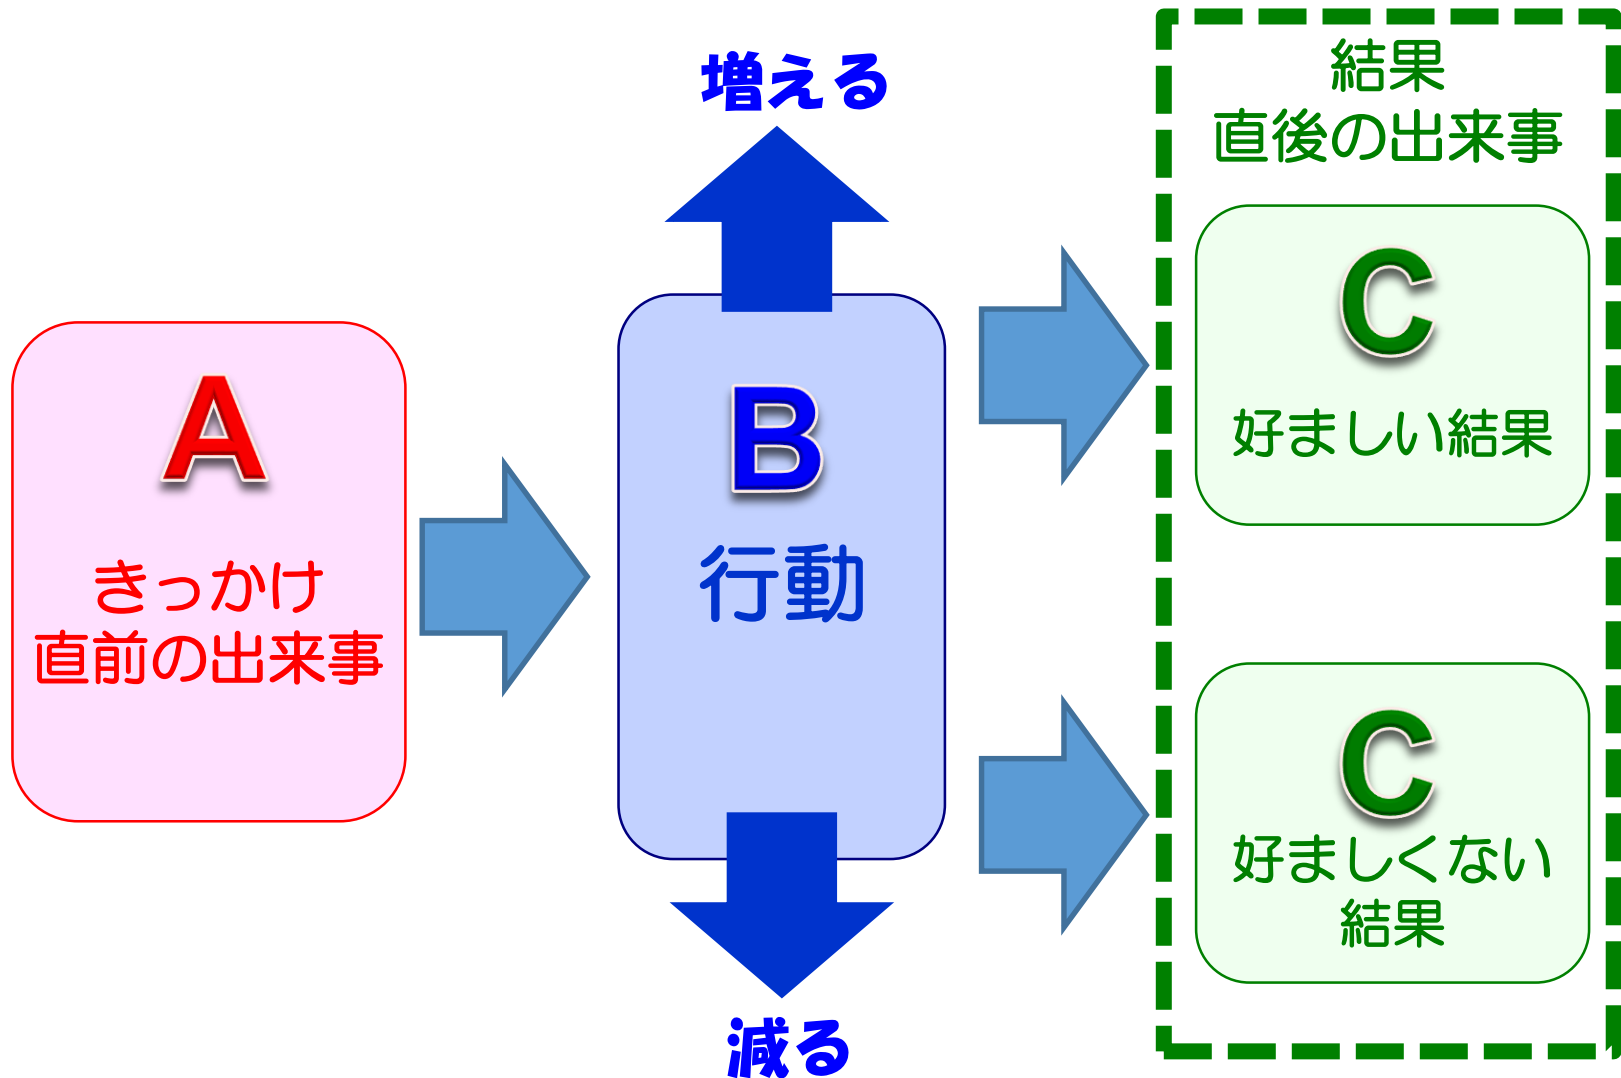 A
きっかけ
直前の出来事
増える
B
行動
減る
結果
直後の出来事
C
好ましい結果
C
好ましくない
結果